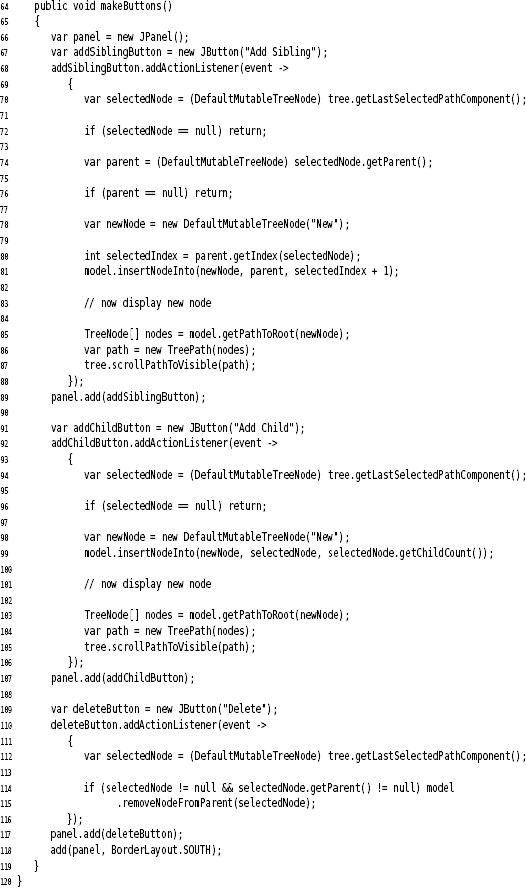 64    public void makeButtons()
65    {
66       var panel = new JPanel();
67       var addSiblingButton = new JButton("Add Sibling");
68       addSiblingButton.addActionListener(event ->
69          {
70             var selectedNode = (DefaultMutableTreeNode) tree.getLastSelectedPathComponent();
71
72             if (selectedNode == null) return;
73
74             var parent = (DefaultMutableTreeNode) selectedNode.getParent();
75
76             if (parent == null) return;
77
78             var newNode = new DefaultMutableTreeNode("New");
79
80             int selectedIndex = parent.getIndex(selectedNode);
81             model.insertNodeInto(newNode, parent, selectedIndex + 1);
82
83             // now display new node
84
85             TreeNode[] nodes = model.getPathToRoot(newNode);
86             var path = new TreePath(nodes);
87             tree.scrollPathToVisible(path);
88          });
89       panel.add(addSiblingButton);
90
91       var addChildButton = new JButton("Add Child");
92       addChildButton.addActionListener(event ->
93          {
94             var selectedNode = (DefaultMutableTreeNode) tree.getLastSelectedPathComponent();
95
96             if (selectedNode == null) return;
97
98             var newNode = new DefaultMutableTreeNode("New");
99             model.insertNodeInto(newNode, selectedNode, selectedNode.getChildCount());
100
101             // now display new node
102
103             TreeNode[] nodes = model.getPathToRoot(newNode);
104             var path = new TreePath(nodes);
105             tree.scrollPathToVisible(path);
106          });
107       panel.add(addChildButton);
108
109       var deleteButton = new JButton("Delete");
110       deleteButton.addActionListener(event ->
111          {
112             var selectedNode = (DefaultMutableTreeNode) tree.getLastSelectedPathComponent();
113
114             if (selectedNode != null && selectedNode.getParent() != null) model
115                   .removeNodeFromParent(selectedNode);
116          });
117       panel.add(deleteButton);
118       add(panel, BorderLayout.SOUTH);
119    }
120 }